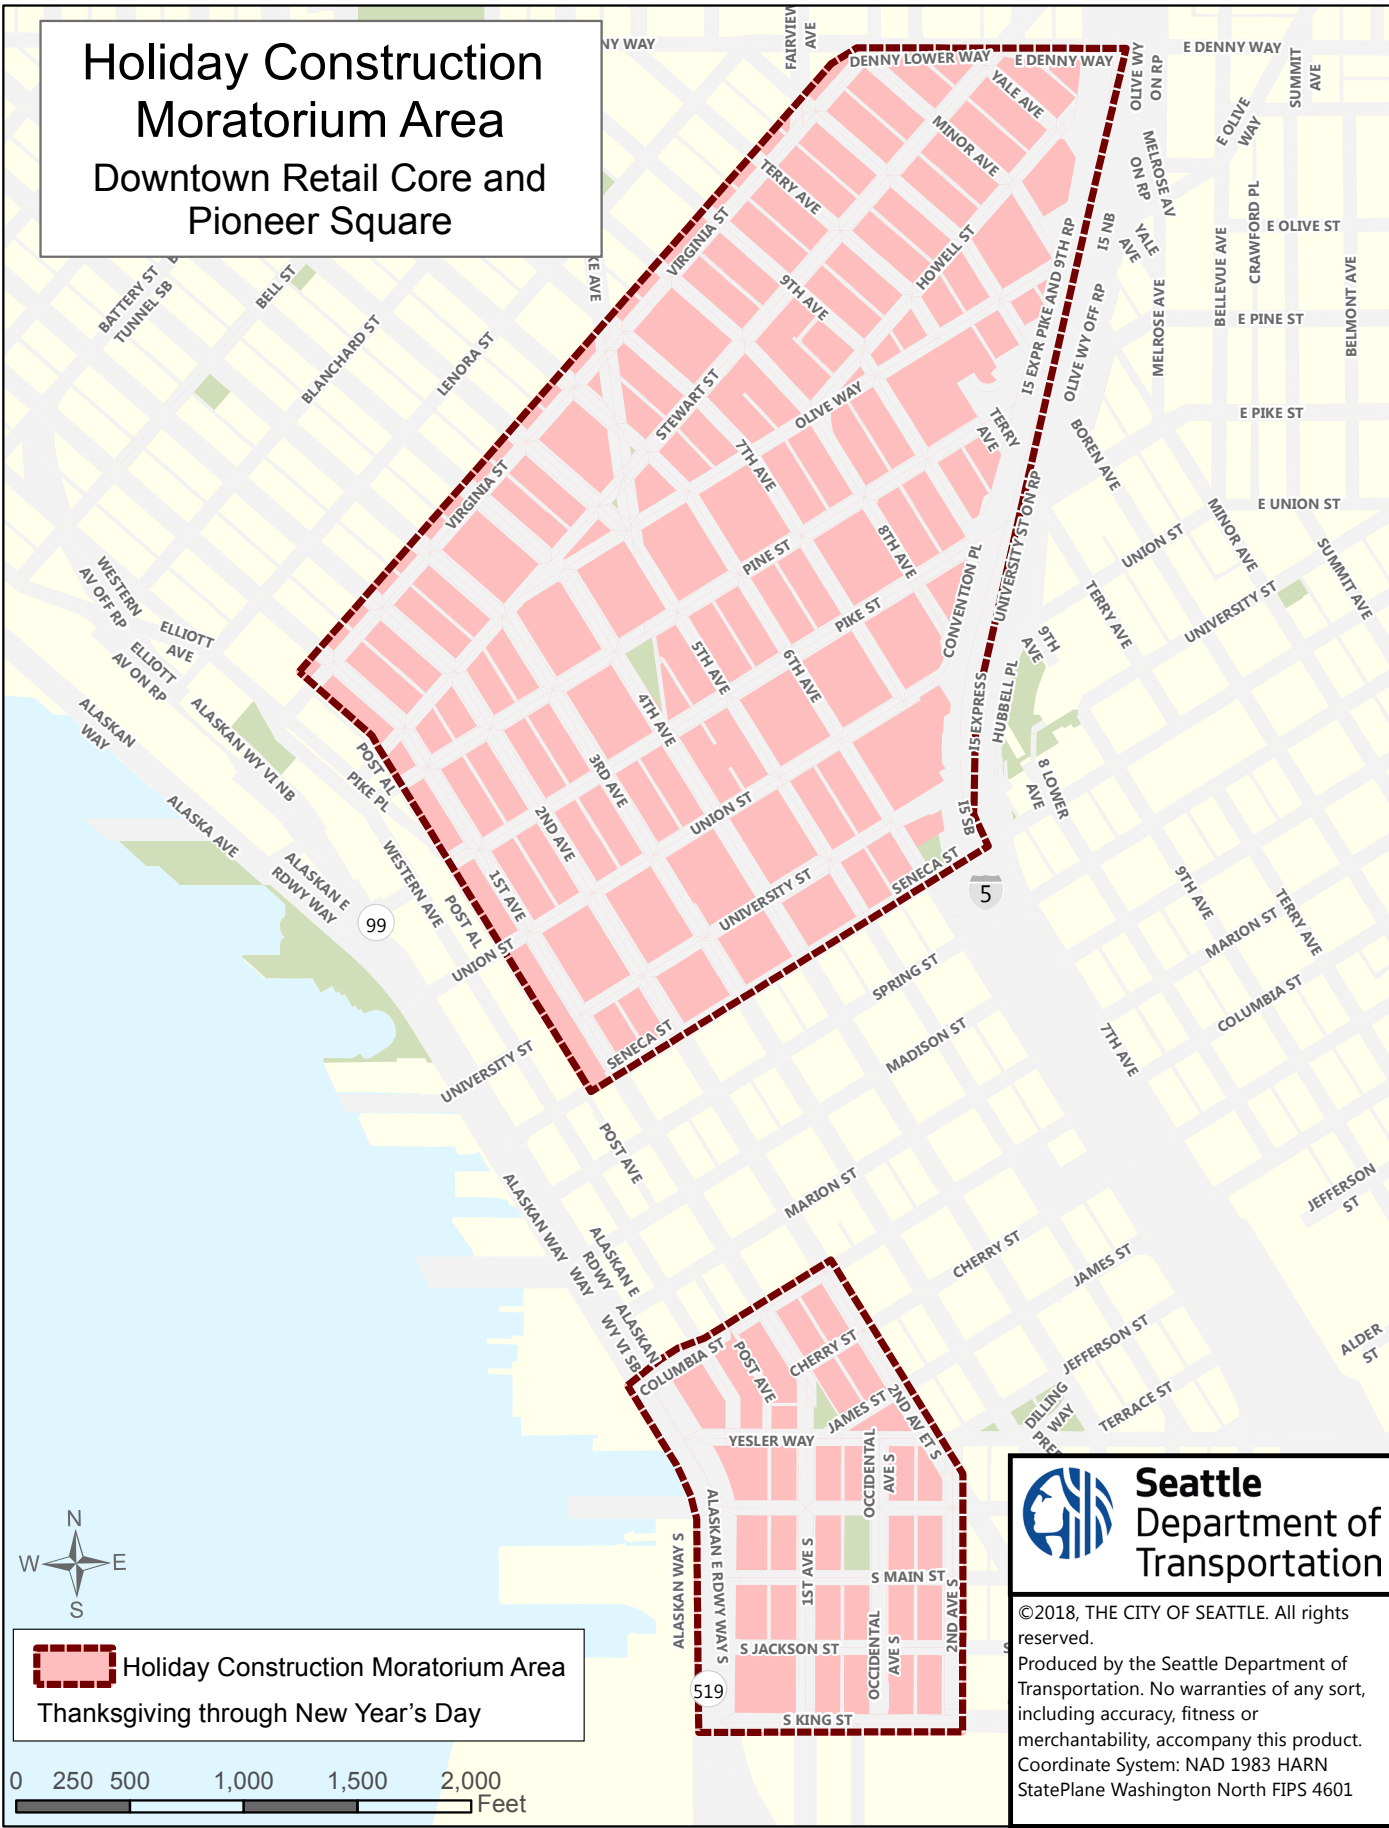 Holiday Construction
Moratorium Area
Downtown Retail Core and
Pioneer Square
NY WAY
FAIRVIEW
AVE
DENNY LOWER WAY
E DENNY WAY
OLIVE WY
ON RP
E DENNY WAY
SUMMIT
AVE
YALE AVE
MINOR AVE
E OLIVE
WAY
MELROSE AV
ON RP
TERRY AVE
VIRGINIA ST
HOWELL ST
9TH AVE
I5 NB
YALE
AVE
CRAWFORD PL
E OLIVE ST
BELLEVUE AVE
BELMONT AVE
BATTERY ST
TUNNEL SB
BELL ST
BLANCHARD ST
LENORA ST
KE AVE
I5 EXPR PIKE AND 9TH RP
OLIVE WY OFF RP
MELROSE AVE
E PINE ST
STEWART ST
OLIVE WAY
7TH AVE
TERRY
AVE
BOREN AVE
E PIKE ST
VIRGINIA ST
PINE ST
8TH AVE
UNIVERSITY ST ON RP
MINOR AVE
E UNION ST
UNION ST
SUMMIT AVE
WESTERN
AV OFF RP
ELLIOTT
AVE
ELLIOTT
AV ON RP
PIKE ST
CONVENTION PL
TERRY AVE
UNIVERSITY ST
9TH
AVE
5TH AVE
6TH AVE
4TH AVE
I5 EXPRESS
HUBBELL PL
ALASKAN
WAY
ALASKAN WY VI NB
POST AL
PIKE PL
3RD AVE
2ND AVE
UNION ST
8 LOWER
AVE
I5 SB
ALASKA AVE
ALASKAN E
RDWY WAY
WESTERN AVE
1ST AVE
SENECA ST
UNIVERSITY ST
5
99
POST AL
UNION ST
9TH AVE
TERRY AVE
MARION ST
SPRING ST
COLUMBIA ST
SENECA ST
MADISON ST
7TH AVE
UNIVERSITY ST
POST AVE
MARION ST
JEFFERSON
ST
ALASKAN WAY
WAY
ALASKAN E
RDWY
CHERRY ST
JAMES ST
ALASKAN
WY VI SB
COLUMBIA ST
POST AVE
CHERRY ST
JEFFERSON ST
ALDER
ST
JAMES ST
2ND AV ET S
DILLING
WAY
TERRACE ST
YESLER WAY
OCCIDENTAL
AVE S
Seattle
Department of
Transportation
N
W
E
S
ALASKAN WAY S
ALASKAN E RDWY WAY S
1ST AVE S
S MAIN ST
2ND AVE S
S JACKSON ST
OCCIDENTAL
AVE S
S
519
S KING ST
Holiday Construction Moratorium Area
Thanksgiving through New Year's Day
0 250 500 1,000 1,500 2,000
Feet
©2018, THE CITY OF SEATTLE. All rights
reserved.
Produced by the Seattle Department of
Transportation. No warranties of any sort,
including accuracy, fitness or
merchantability, accompany this product.
Coordinate System: NAD 1983 HARN
StatePlane Washington North FIPS 4601